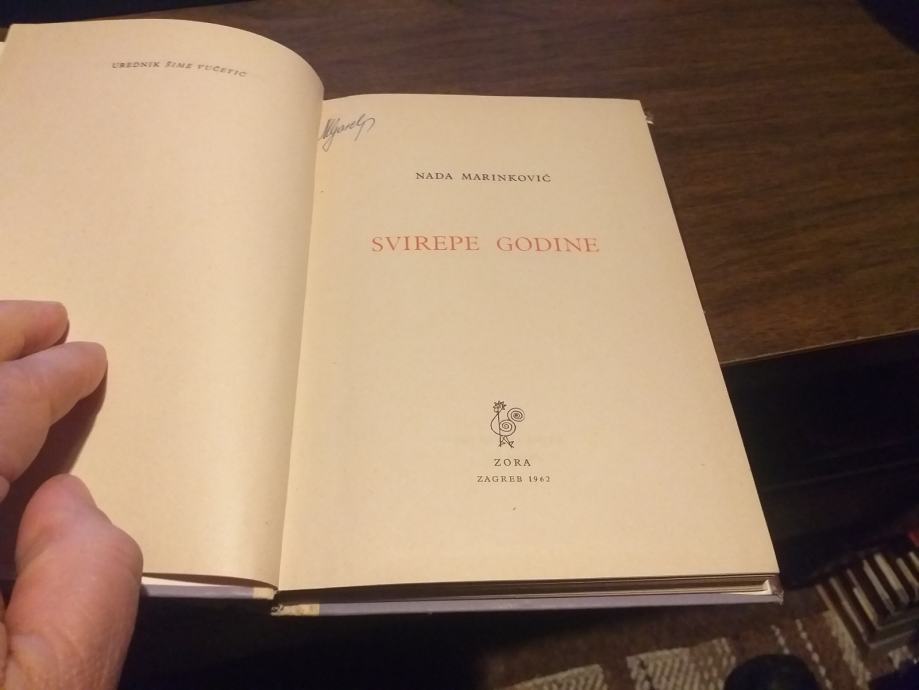 UREDNIK ŠIME VUČETIĆ
NADA MARINKOVIĆ
SVIREPE GODINE
ZORA
ZAGREB 1962